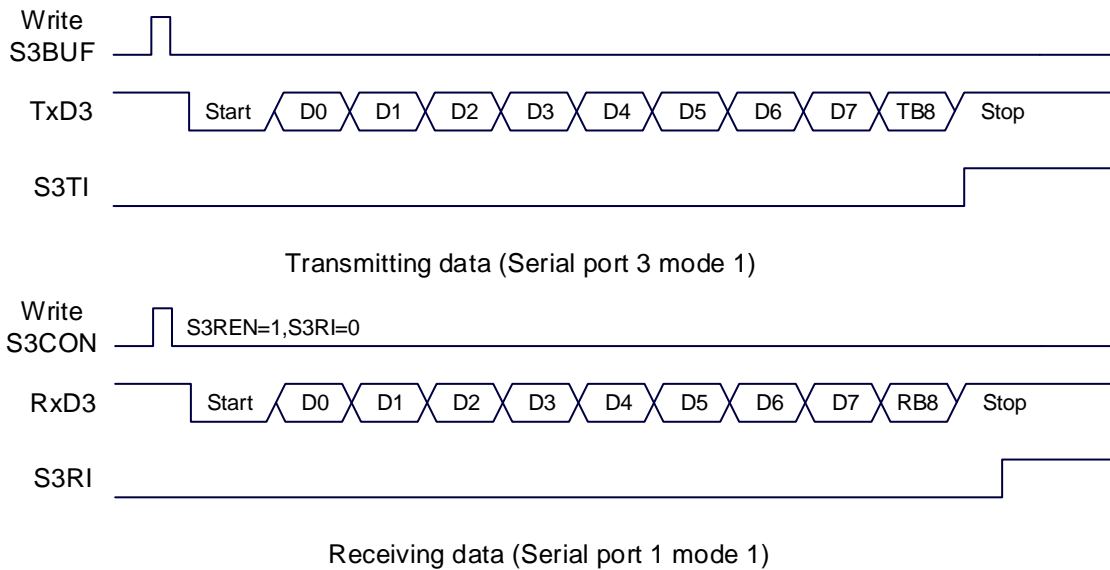 Write
S3BUF
TxD3 Start D0 D1 D2 D3 D4 D5 D6 D7 TB8 Stop
S3TI
Transmitting data (Serial port 3 mode 1)
Write
S3CON S3REN=1,S3RI=0
RxD3 Start D0 D1 D2 D3 D4 D5 D6 D7 RB8 Stop
S3RI
Receiving data (Serial port 1 mode 1)